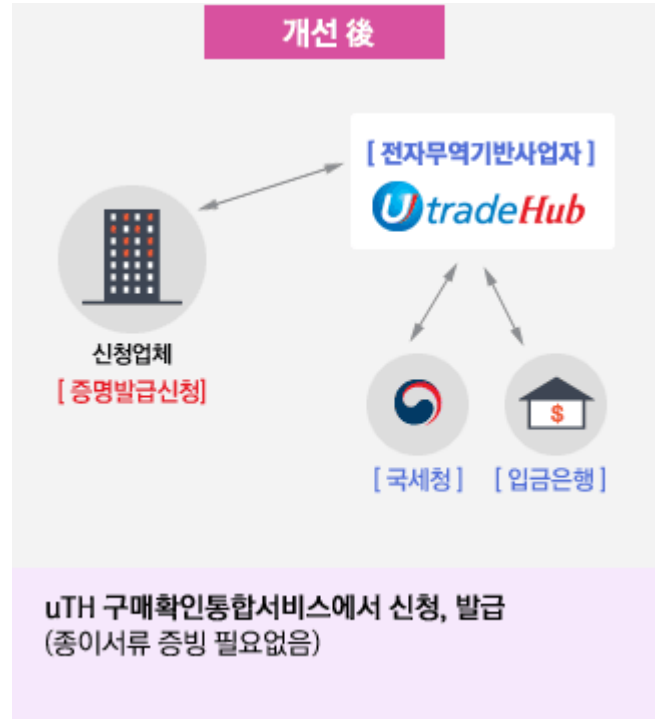 개선 後
[ 전자무역기반사업자 ]
U tradeHub
신청업체
[ 증명발급신청]
$
[ 국세청 ]
[ 입금은행 ]
uTH 구매확인통합서비스에서 신청, 발급
(종이서류 증빙 필요없음)